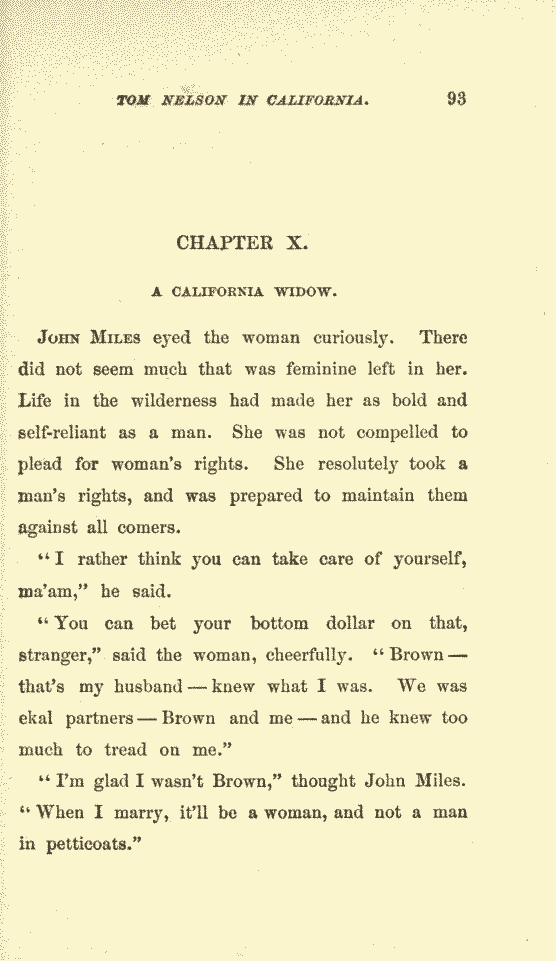 TOM NELSON IN CALIFORNIA. 93
CHAPTER X.
A CALIFORNIA WIDOW.
JOHN MILES eyed the woman curiously. There
did not seem much that was feminine left in her.
Life in the wilderness had made her as bold and
self-reliant as a man. She was not compelled to
plead for woman's rights. She resolutely took a
man's rights, and was prepared to maintain them
against all comers.
“I rather think you can take care of yourself,
ma'am,” he said.
“You can bet your bottom dollar on that,
stranger,” said the woman, cheerfully. “Brown—
that's my husband—knew what I was. We was
ekal partners—Brown and me—and he knew too
much to tread on me.”
“I'm glad I wasn't Brown,” thought John Miles.
“When I marry, it'll be a woman, and not a man
in petticoats.”